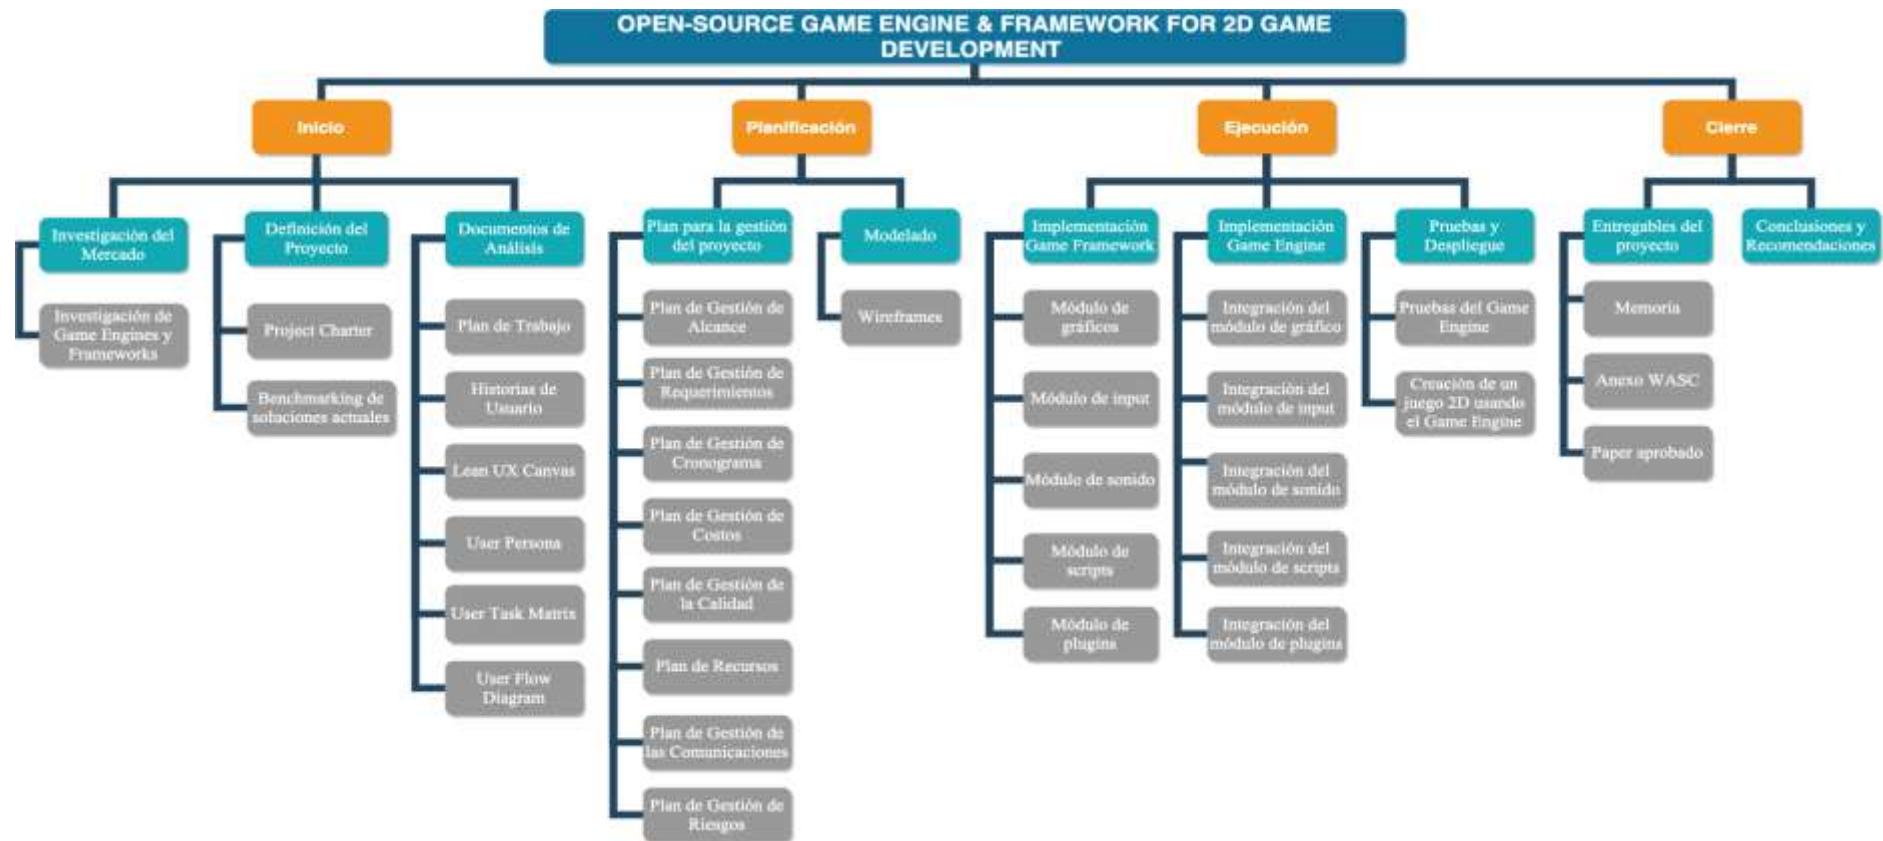 OPEN-SOURCE GAME ENGINE & FRAMEWORK FOR 2D GAME
DEVELOPMENT
Inicio
Planificación
Ejecución
Cierre
Investigación del
Mercado
Investigación de
Game Engines y
Frameworks
Definición del
Proyecto
Project Charter
Benchmarking de
soluciones actuales
Documentos de
Análisis
Plan de Trabajo
Historias de
Usuario
Lean UX Canvas
User Persona
User Task Matrix
User Flow
Diagram
Plan para la gestión
del proyecto
Plan de Gestión de
Alcance
Plan de Gestión de
Requerimientos
Plan de Gestión de
Cronograma
Plan de Gestión de
Costos
Plan de Gestión de
la Calidad
Plan de Recursos
Plan de Gestión de
las Comunicaciones
Plan de Gestión de
Riesgos
Modelado
Wireframes
Implementación
Game Framework
Módulo de
gráficos
Módulo de input
Módulo de sonido
Módulo de
scripts
Módulo de
plugins
Implementación
Game Engine
Integración del
módulo de gráfico
Integración del
módulo de input
Integración del
módulo de sonido
Integración del
módulo de scripts
Integración del
módulo de plugins
Pruebas y
Despliegue
Pruebas del Game
Engine
Creación de un
juego 2D usando
el Game Engine
Entregables del
proyecto
Memoria
Anexo WASC
Paper aprobado
Conclusiones y
Recomendaciones